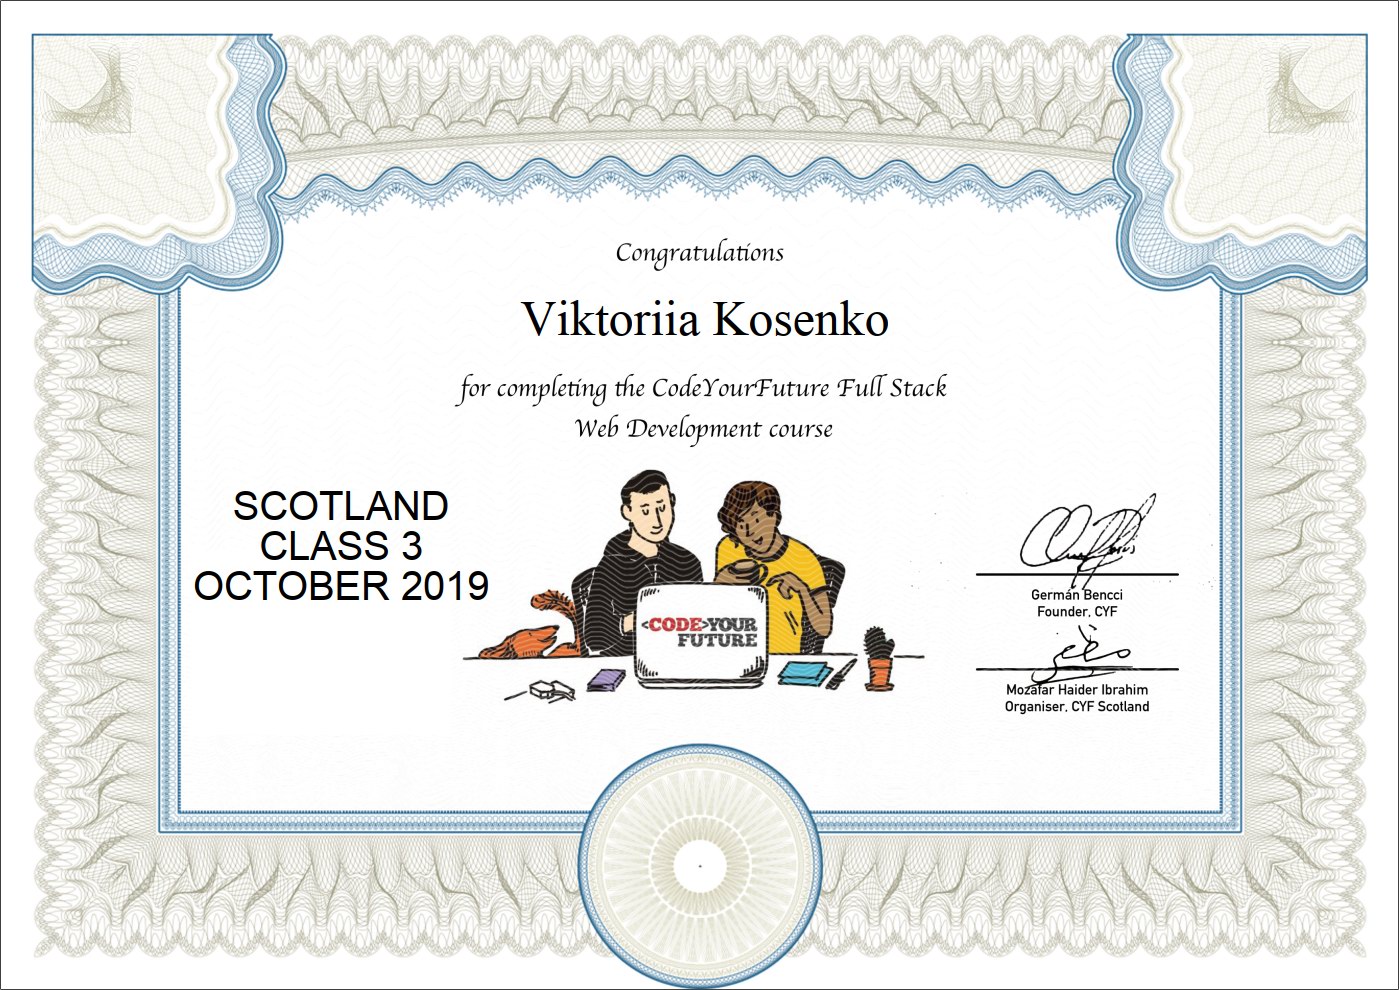 Congratulations
Viktoriia Kosenko
for completing the CodeYourFuture Full Stack
Web Development course
SCOTLAND
CLASS 3
OCTOBER 2019
<CODE>YOUR
FUTURE
Germán Bencci
Founder, CYF
Mozafar Haider Ibrahim
Organiser, CYF Scotland